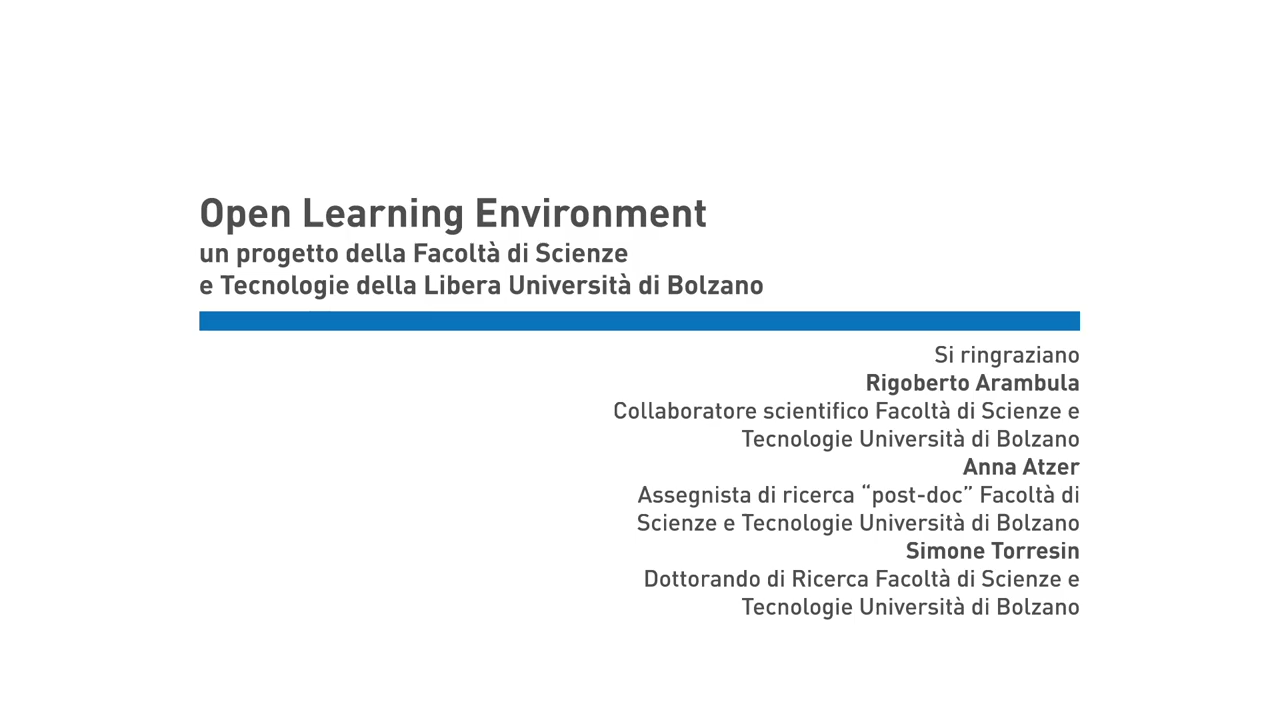 Open Learning Environment
un progetto della Facoltà di Scienze
e Tecnologie della Libera Università di Bolzano
Si ringraziano
Rigoberto Arambula
Collaboratore scientifico Facoltà di Scienze e
Tecnologie Università di Bolzano
Anna Atzer
Assegnista di ricerca “post-doc” Facoltà di
Scienze e Tecnologie Università di Bolzano
Simone Torresin
Dottorando di Ricerca Facoltà di Scienze e
Tecnologie Università di Bolzano